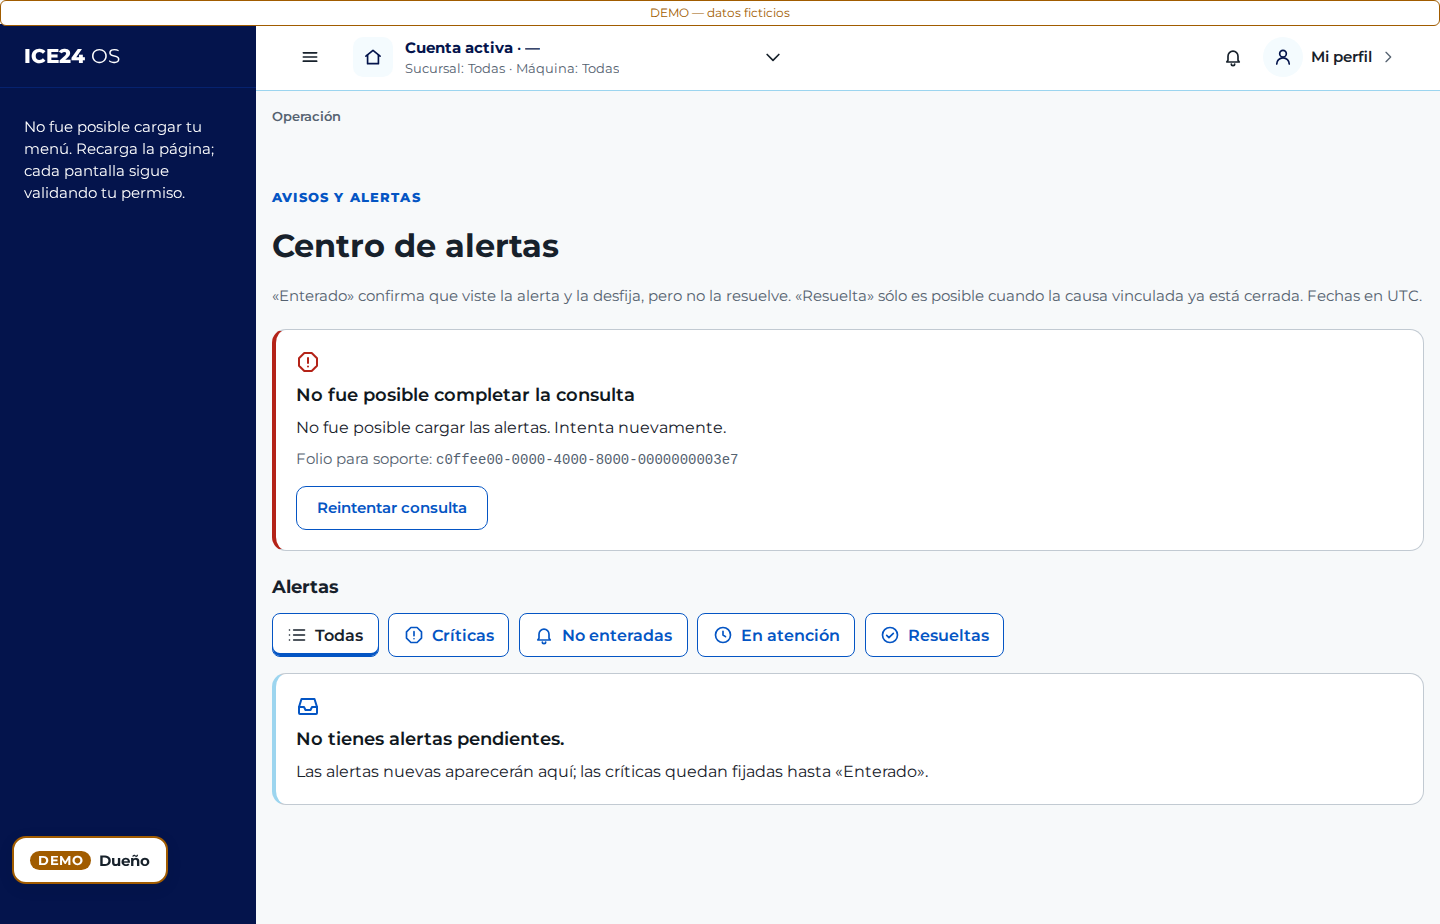 DEMO — datos ficticios
ICE24 OS
Cuenta activa · —
Sucursal: Todas · Máquina: Todas
Mi perfil
No fue posible cargar tu
menú. Recarga la página;
cada pantalla sigue
validando tu permiso.
Operación
AVISOS Y ALERTAS
Centro de alertas
«Enterado» confirma que viste la alerta y la desfija, pero no la resuelve. «Resuelta» sólo es posible cuando la causa vinculada ya está cerrada. Fechas en UTC.
No fue posible completar la consulta
No fue posible cargar las alertas. Intenta nuevamente.
Folio para soporte: c0ffee00-0000-4000-8000-0000000003e7
Reintentar consulta
Alertas
Todas
Críticas
No enteradas
En atención
Resueltas
No tienes alertas pendientes.
Las alertas nuevas aparecerán aquí; las críticas quedan fijadas hasta «Enterado».
DEMO Dueño